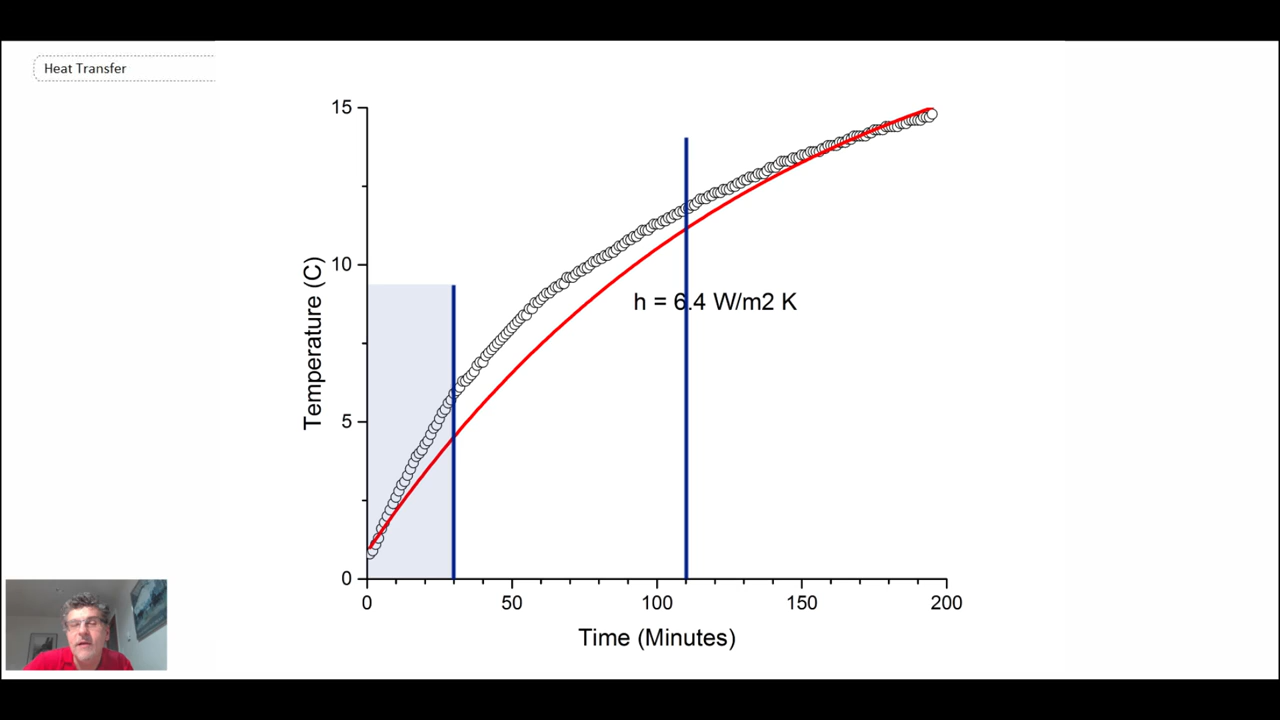 Heat Transfer
15
10
5
0
Temperature (C)
h = 6.4 W/m2 K
0 50 100 150 200
Time (Minutes)